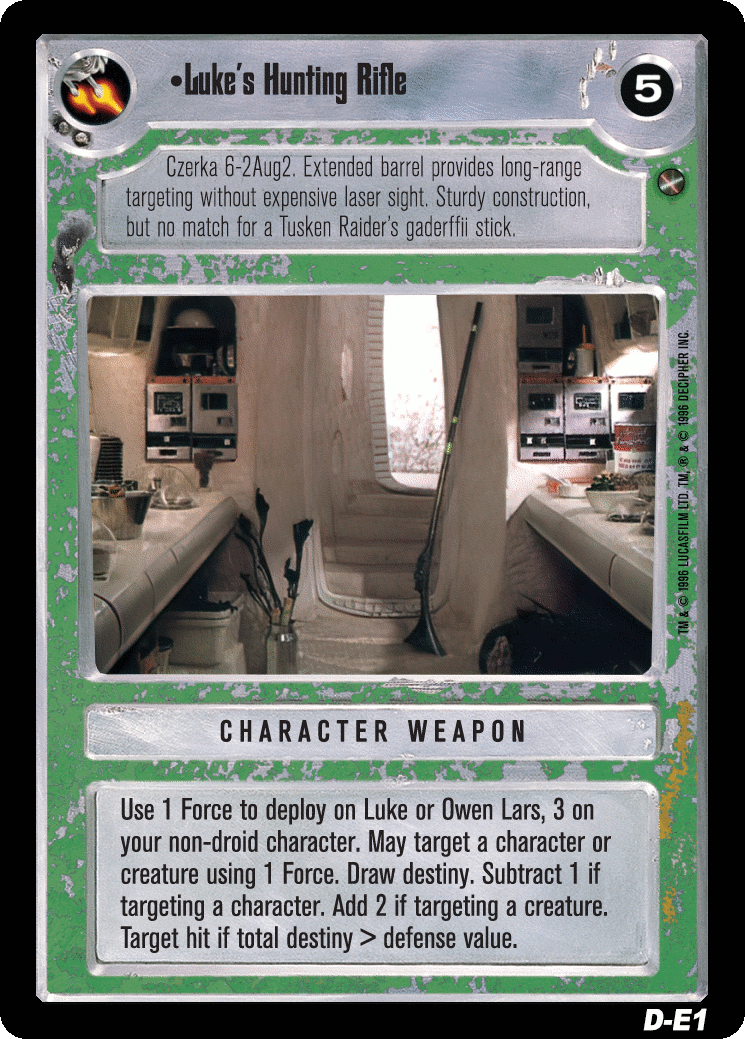 •Luke's Hunting Rifle
5
Czerka 6-2Aug2. Extended barrel provides long-range
targeting without expensive laser sight. Sturdy construction,
but no match for a Tusken Raider's gaderffii stick.
TM & © 1996 LUCASFILM LTD. TM, ® & © 1996 DECIPHER INC.
CHARACTER WEAPON
Use 1 Force to deploy on Luke or Owen Lars, 3 on
your non-droid character. May target a character or
creature using 1 Force. Draw destiny. Subtract 1 if
targeting a character. Add 2 if targeting a creature.
Target hit if total destiny > defense value.
D-E1